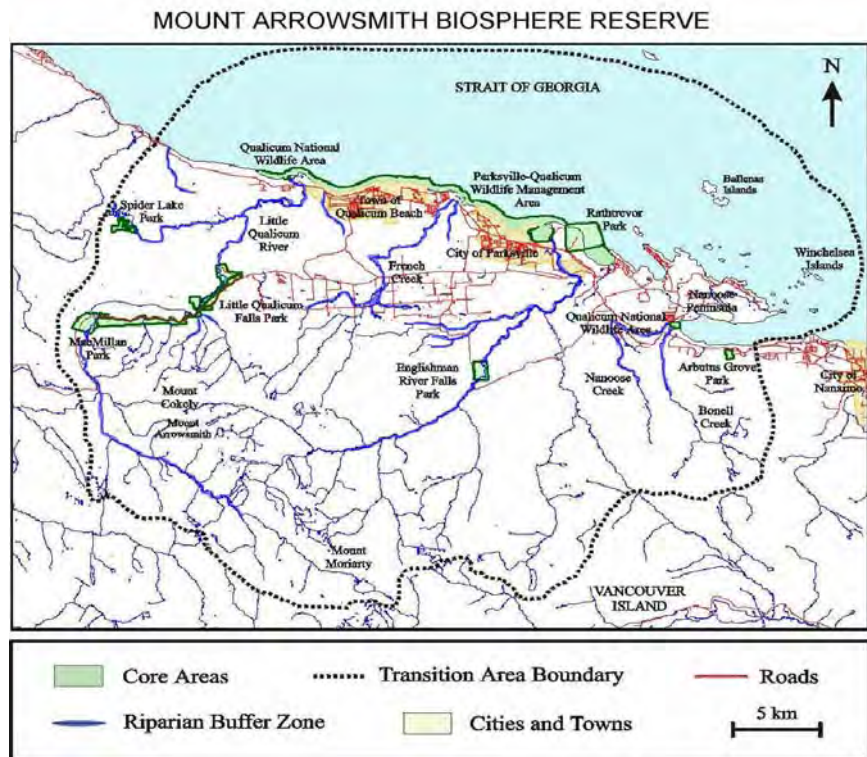 MOUNT ARROWSMITH BIOSPHERE RESERVE
N
STRAIT OF GEORGIA
Qualicum National
Wildlife Area
Parksville-Qualicum
Wildlife Management
Area
Ballenas
Islands
Spider Lake
Park
Town of
Qualicum Beach
Rathtrevor
Park
Little
Qualicum
River
City of Parksville
Winchelsea
Islands
French
Creek
Nanoose
Peninsula
Little Qualicum
Falls Park
Qualicum National
Wildlife Area
MacMillan
Park
Englishman
River Falls
Park
Arbutus Grove
Park
City of
Nanaimo
Nanoose
Creek
Mount
Cokely
Mount
Arrowsmith
Bonell
Creek
Mount
Moriarty
VANCOUVER
ISLAND
Core Areas
Transition Area Boundary
Roads
Riparian Buffer Zone
Cities and Towns
5 km